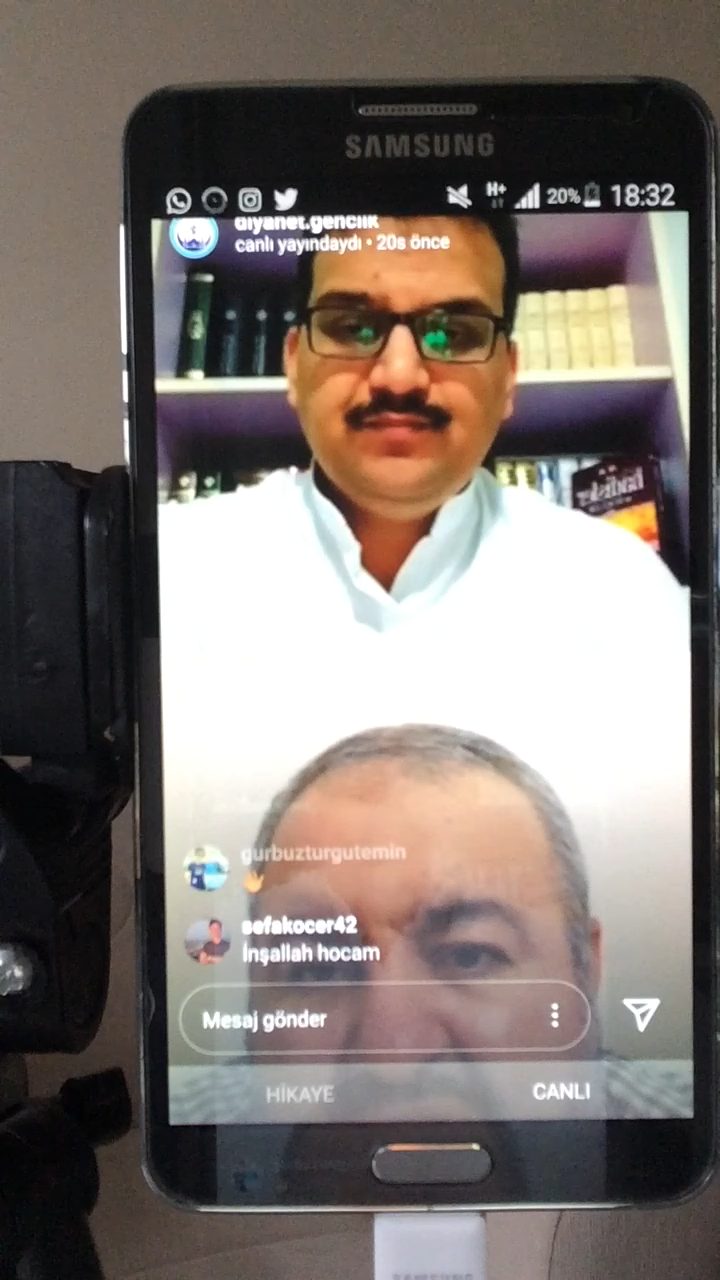 SAMSUNG
H+
20%
18:32
diyanet.genclik
canlı yayındaydı • 20s önce
gurbuzturgutemin
sefakocer42
İnşallah hocam
Mesaj gönder
HİKAYE
CANLI
SAMSUNG